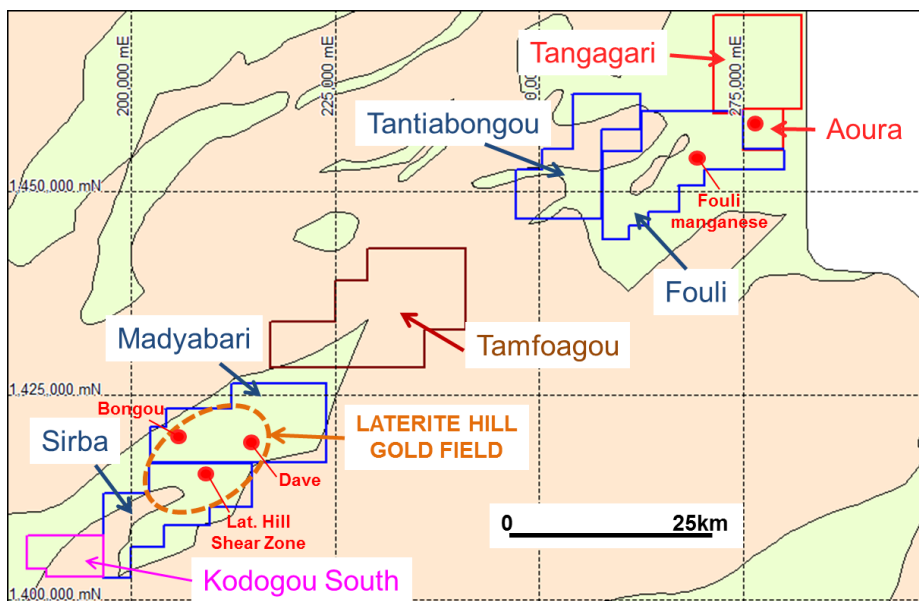 200,000 mE
225,000 mE
275,000 mE
Tangagari
Tantiabongou
Aoura
1,450,000 mN
Fouli
manganese
Fouli
Madyabari
Tamfoagou
1,425,000 mN
Bongou
LATERITE HILL
GOLD FIELD
Sirba
Dave
Lat. Hill
Shear Zone
0
25km
Kodogou South
1,400,000 mN